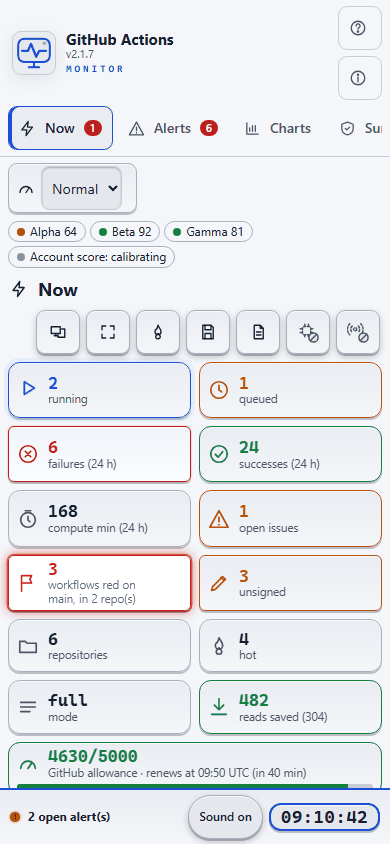 GitHub Actions
v2.1.7
MONITOR
Now 1
Alerts 6
Charts
Normal
Alpha 64
Beta 92
Gamma 81
Account score: calibrating
Now
2
running
1
queued
6
failures (24 h)
24
successes (24 h)
168
compute min (24 h)
1
open issues
3
workflows red on
main, in 2 repo(s)
3
unsigned
6
repositories
4
hot
full
mode
482
reads saved (304)
4630/5000
GitHub allowance · renews at 09:50 UTC (in 40 min)
2 open alert(s)
Sound on
09:10:42